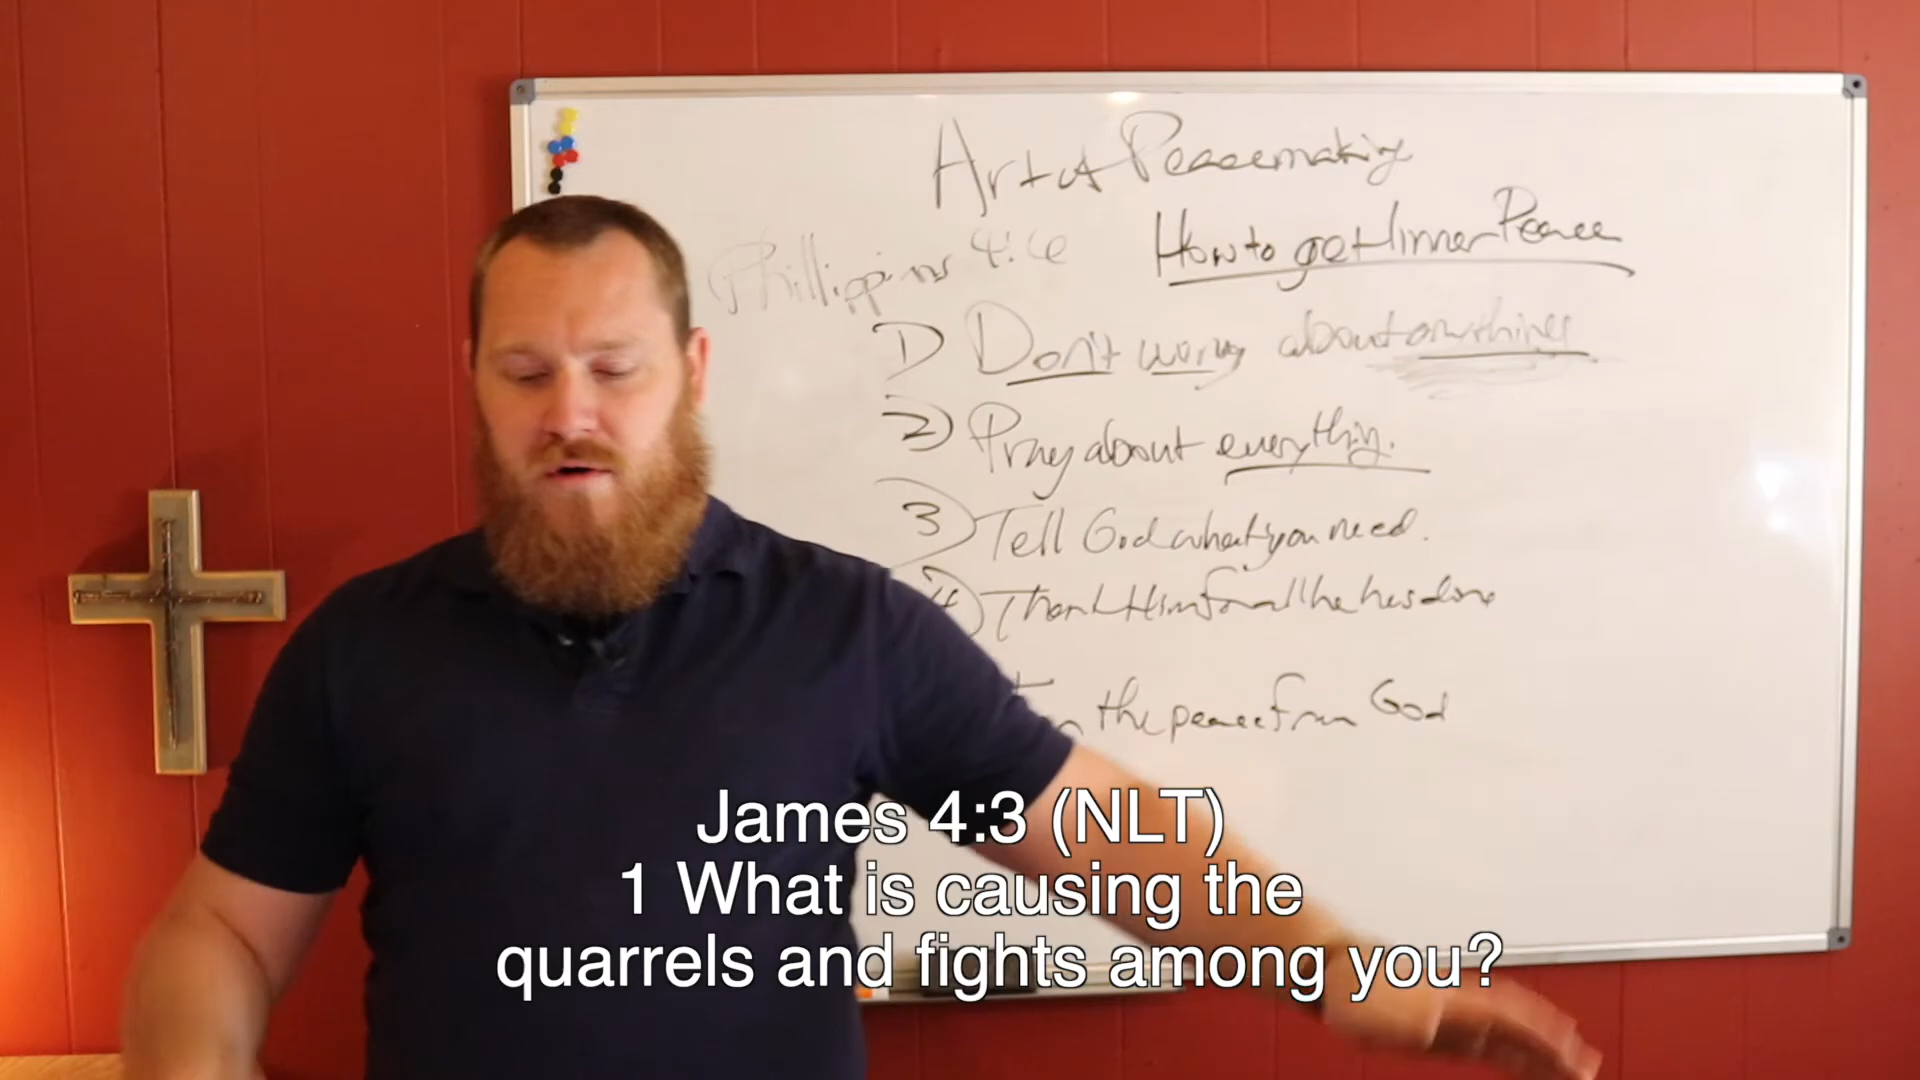 Art of Peacemaking
How to get Inner Peace
Phillippins 4:6
1) Don't worry about anything
2) Pray about everything.
3) Tell God what you need.
4) Thank Him for all he has done
the peace from God
James 4:3 (NLT)
1 What is causing the
quarrels and fights among you?